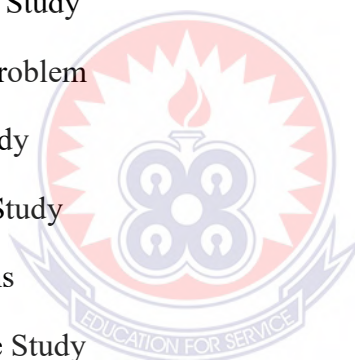 Study
roblem
dy
Study
s
e Study
EDUCATION FOR SERVICE